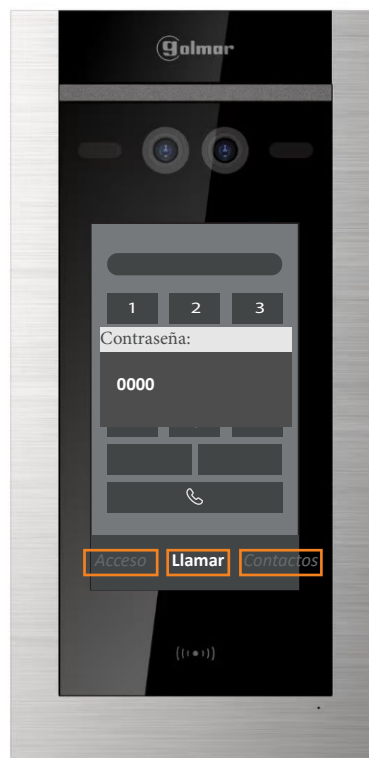 golmar
1 2 3
Contraseña:
0000
Acceso Llamar Contactos